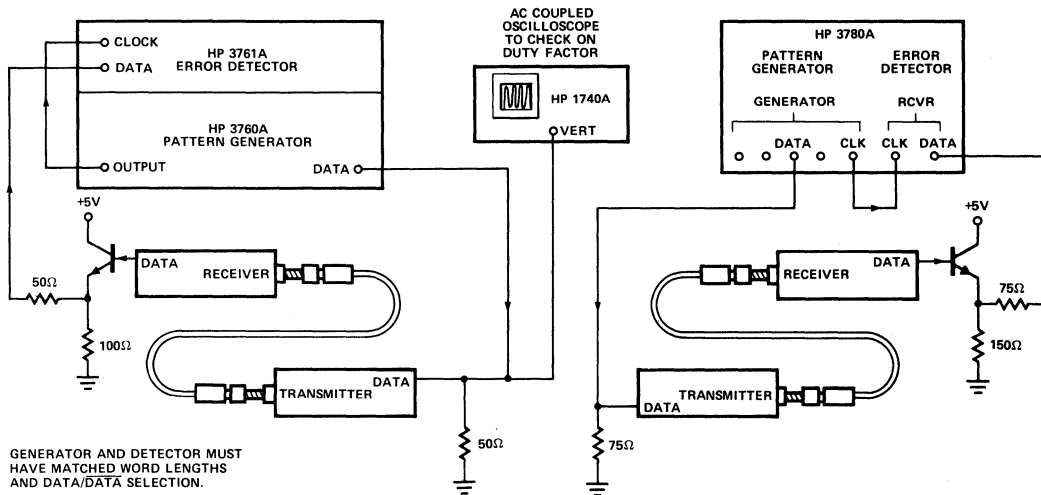 CLOCK
DATA
HP 3761A
ERROR DETECTOR
HP 3760A
PATTERN GENERATOR
OUTPUT
DATA
AC COUPLED
OSCILLOSCOPE
TO CHECK ON
DUTY FACTOR
HP 1740A
VERT
HP 3780A
PATTERN
GENERATOR
ERROR
DETECTOR
GENERATOR
RCVR
DATA
CLK
CLK
DATA
+5V
DATA
RECEIVER
50Ω
100Ω
DATA
TRANSMITTER
50Ω
+5V
DATA
RECEIVER
75Ω
150Ω
TRANSMITTER
DATA
75Ω
GENERATOR AND DETECTOR MUST
HAVE MATCHED WORD LENGTHS
AND DATA/D̅A̅T̅A̅ SELECTION.